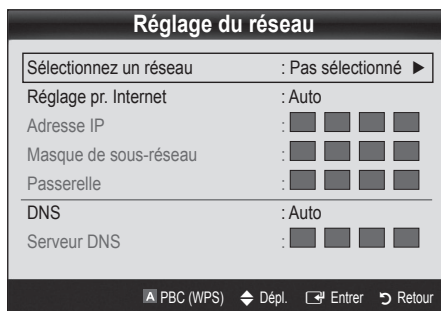 Réglage du réseau
Sélectionnez un réseau : Pas sélectionné ►
Réglage pr. Internet : Auto
Adresse IP :
Masque de sous-réseau :
Passerelle :
DNS : Auto
Serveur DNS :
A PBC (WPS) Dépl. Entrer Retour